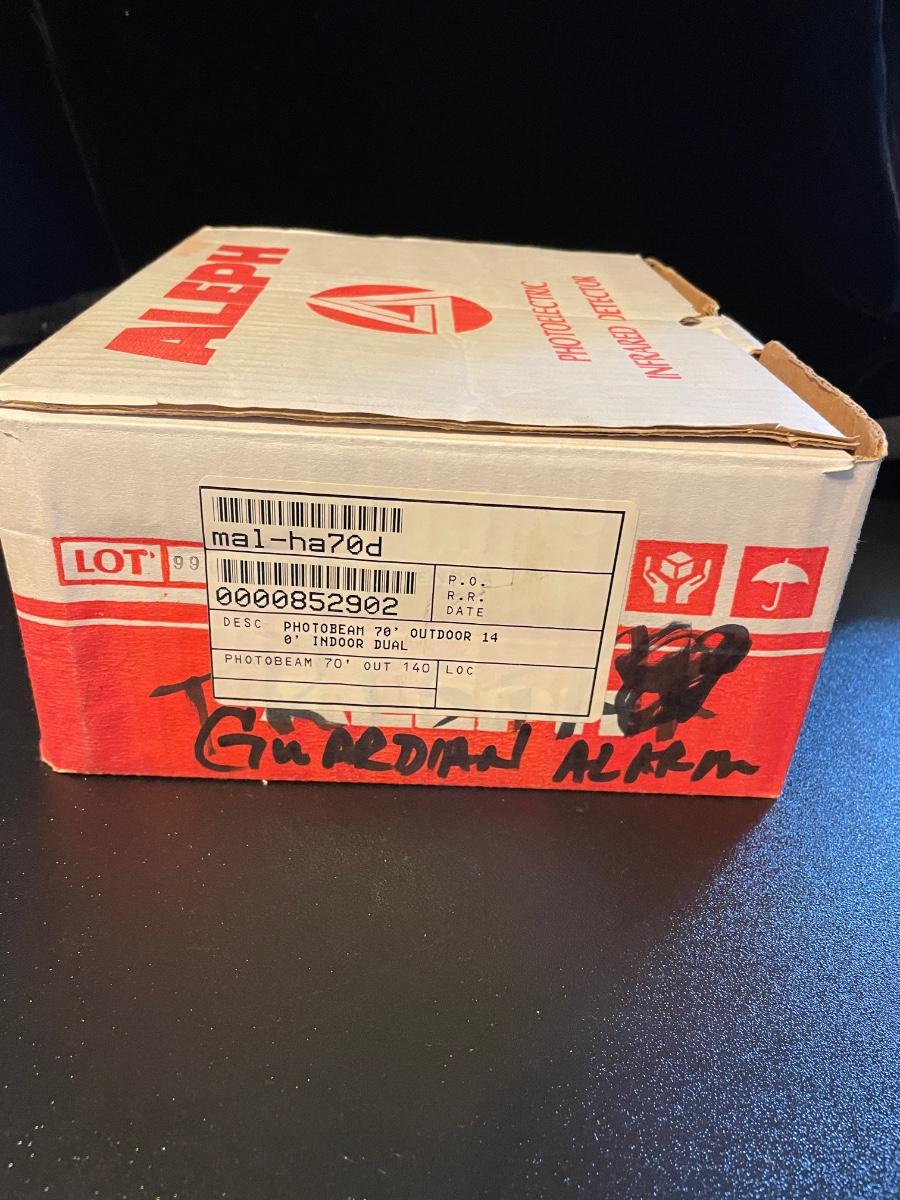 ALEPH
PHOTOELECTRIC
INFRARED DETECTOR
LOT' 99
mal-ha70d
0000852902
P.O.
R.R.
DATE
DESC PHOTOBEAM 70' OUTDOOR 14
0' INDOOR DUAL
PHOTOBEAM 70' OUT 140
LOC
GUARDIAN ALARM